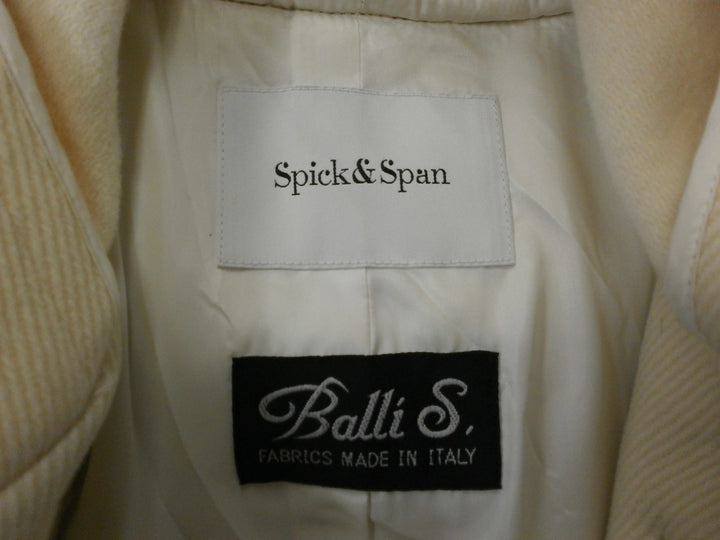 Spick&Span
Balli S.
FABRICS MADE IN ITALY